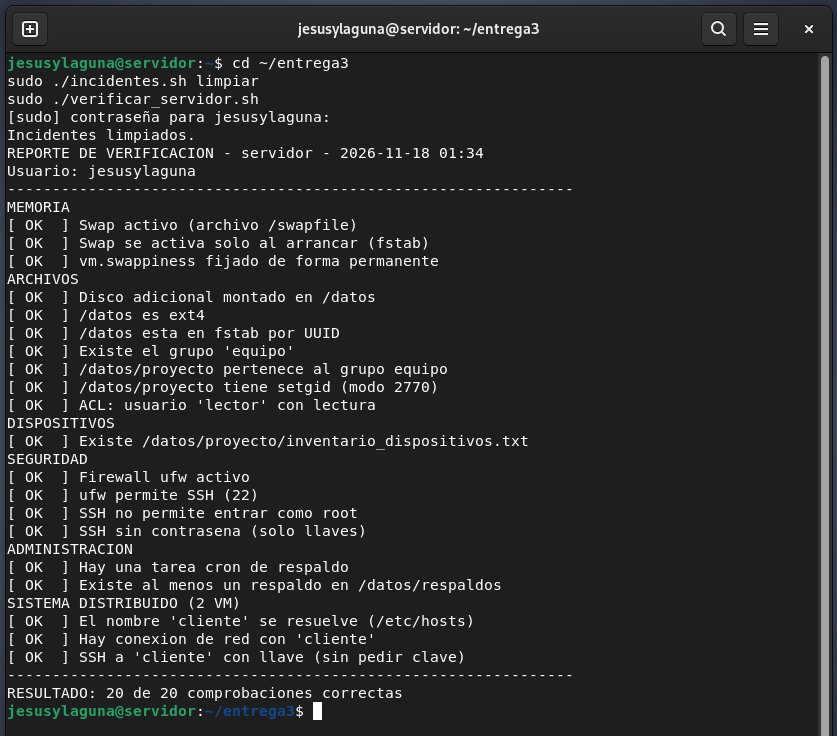 jesusylaguna@servidor: ~/entrega3
jesusylaguna@servidor:~$ cd ~/entrega3
sudo ./incidentes.sh limpiar
sudo ./verificar_servidor.sh
[sudo] contraseña para jesusylaguna:
Incidentes limpiados.
REPORTE DE VERIFICACION - servidor - 2026-11-18 01:34
Usuario: jesusylaguna
---------------------------------------------------------------
MEMORIA
[ OK  ] Swap activo (archivo /swapfile)
[ OK  ] Swap se activa solo al arrancar (fstab)
[ OK  ] vm.swappiness fijado de forma permanente
ARCHIVOS
[ OK  ] Disco adicional montado en /datos
[ OK  ] /datos es ext4
[ OK  ] /datos esta en fstab por UUID
[ OK  ] Existe el grupo 'equipo'
[ OK  ] /datos/proyecto pertenece al grupo equipo
[ OK  ] /datos/proyecto tiene setgid (modo 2770)
[ OK  ] ACL: usuario 'lector' con lectura
DISPOSITIVOS
[ OK  ] Existe /datos/proyecto/inventario_dispositivos.txt
SEGURIDAD
[ OK  ] Firewall ufw activo
[ OK  ] ufw permite SSH (22)
[ OK  ] SSH no permite entrar como root
[ OK  ] SSH sin contrasena (solo llaves)
ADMINISTRACION
[ OK  ] Hay una tarea cron de respaldo
[ OK  ] Existe al menos un respaldo en /datos/respaldos
SISTEMA DISTRIBUIDO (2 VM)
[ OK  ] El nombre 'cliente' se resuelve (/etc/hosts)
[ OK  ] Hay conexion de red con 'cliente'
[ OK  ] SSH a 'cliente' con llave (sin pedir clave)
---------------------------------------------------------------
RESULTADO: 20 de 20 comprobaciones correctas
jesusylaguna@servidor:~/entrega3$